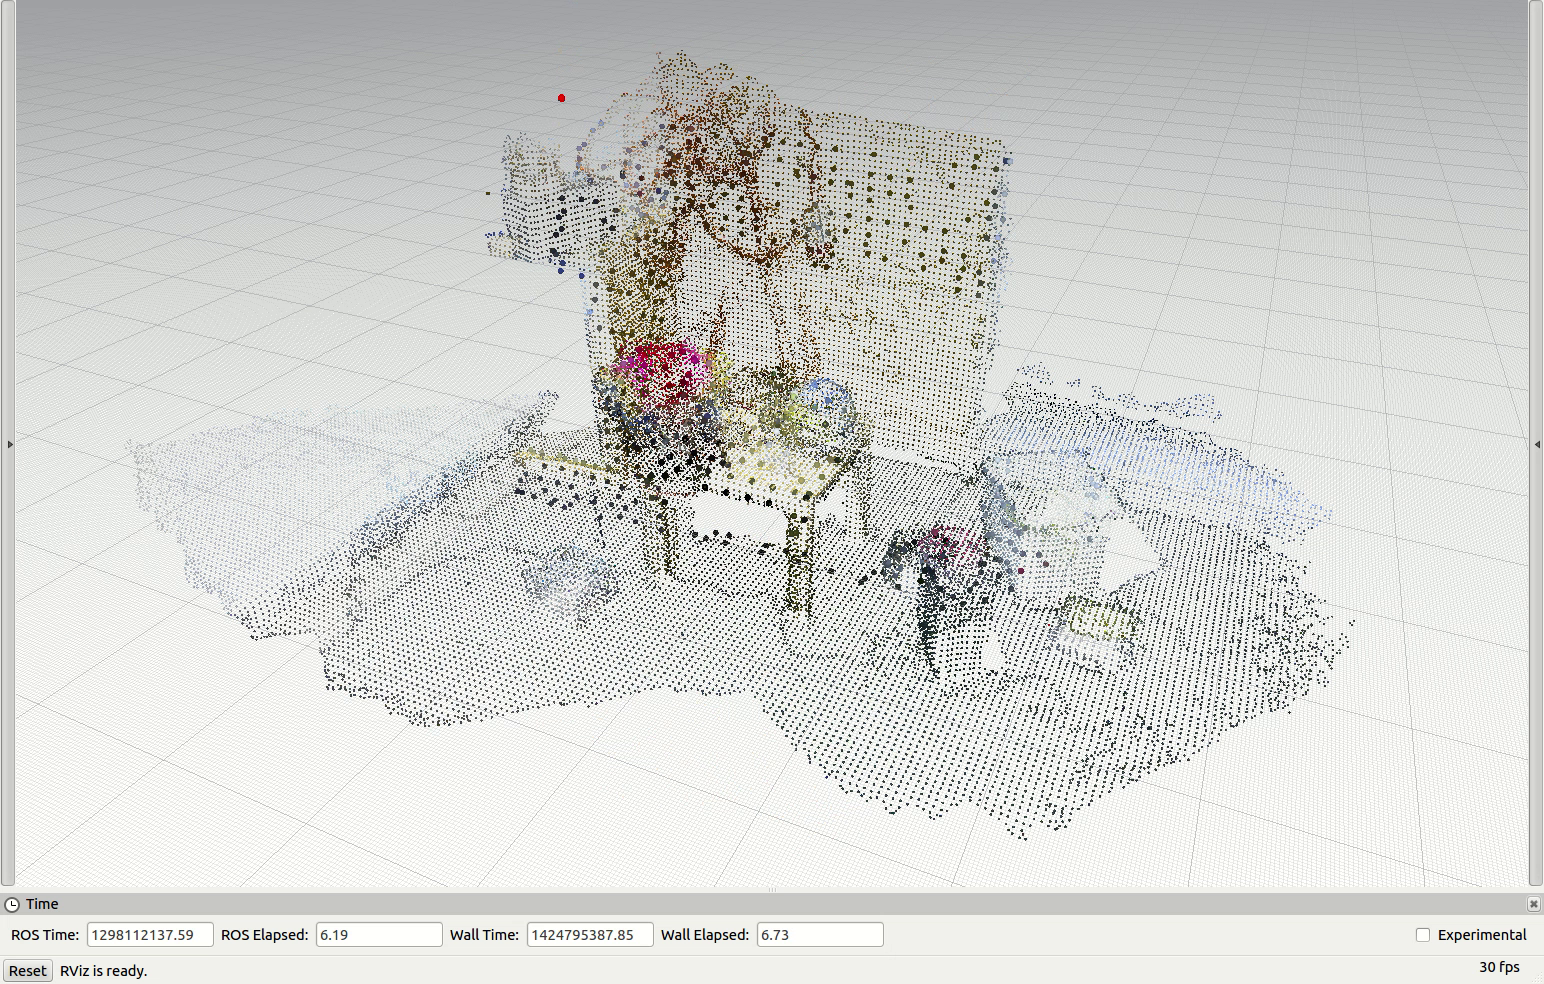 Time
ROS Time: 1298112137.59 ROS Elapsed: 6.19 Wall Time: 1424795387.85 Wall Elapsed: 6.73 Experimental
Reset RViz is ready. 30 fps